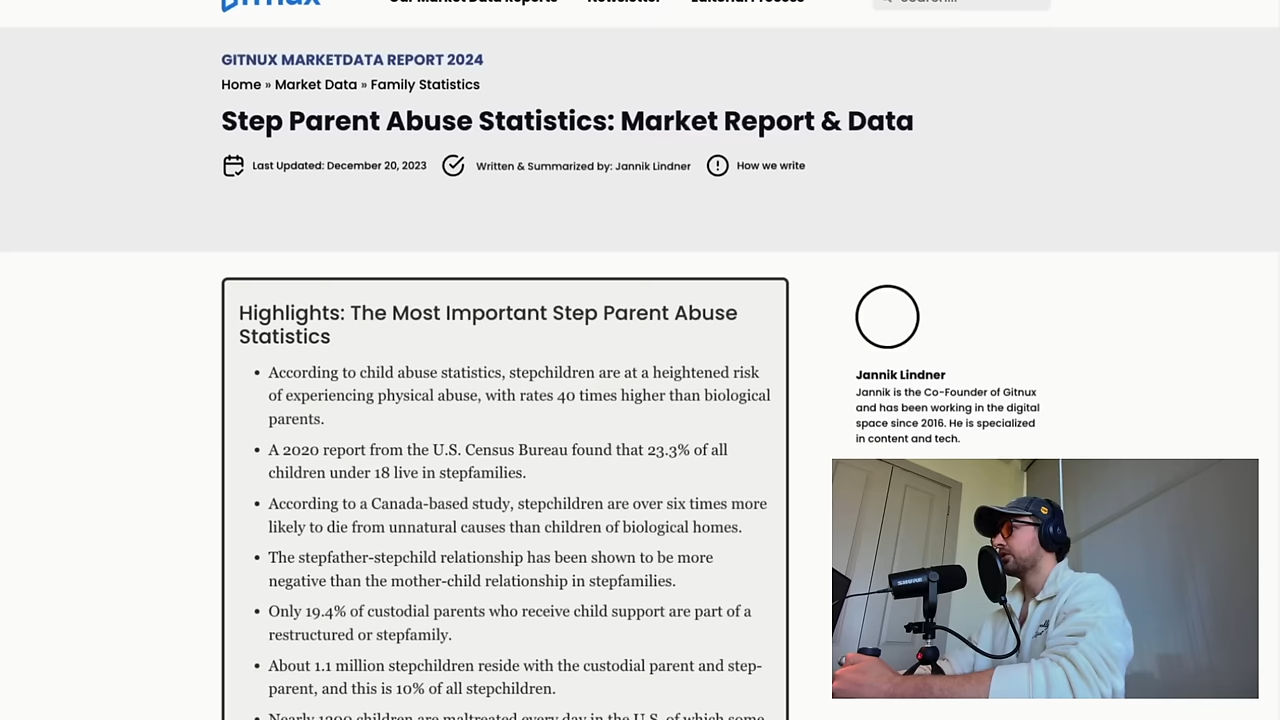 Our Market Data Reports Newsletter Editorial Process Search...
GITNUX MARKETDATA REPORT 2024
Home » Market Data » Family Statistics
Step Parent Abuse Statistics: Market Report & Data
Last Updated: December 20, 2023 Written & Summarized by: Jannik Lindner How we write
Highlights: The Most Important Step Parent Abuse
Statistics
• According to child abuse statistics, stepchildren are at a heightened risk
of experiencing physical abuse, with rates 40 times higher than biological
parents.
• A 2020 report from the U.S. Census Bureau found that 23.3% of all
children under 18 live in stepfamilies.
• According to a Canada-based study, stepchildren are over six times more
likely to die from unnatural causes than children of biological homes.
• The stepfather-stepchild relationship has been shown to be more
negative than the mother-child relationship in stepfamilies.
• Only 19.4% of custodial parents who receive child support are part of a
restructured or stepfamily.
• About 1.1 million stepchildren reside with the custodial parent and step-
parent, and this is 10% of all stepchildren.
• Nearly 1300 children are maltreated every day in the U.S. of which some
Jannik Lindner
Jannik is the Co-Founder of Gitnux
and has been working in the digital
space since 2016. He is specialized
in content and tech.
SHURE